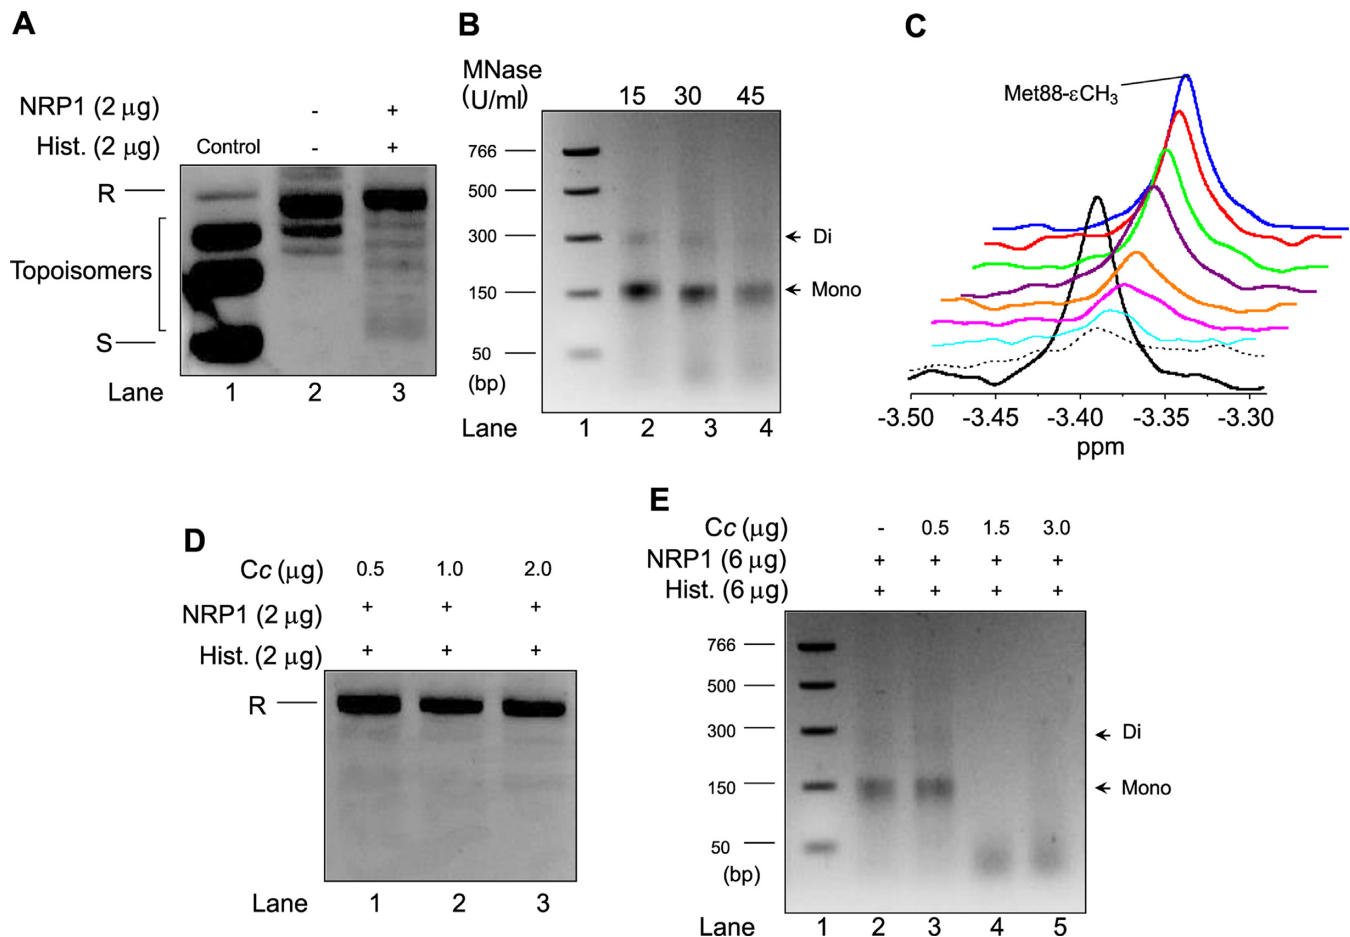 A
NRP1 (2 μg) - +
Hist. (2 μg) Control - +
R
Topoisomers
S
Lane 1 2 3
B
MNase
(U/ml) 15 30 45
766
500
300 Di
150 Mono
50
(bp)
Lane 1 2 3 4
C
Met88-εCH3
-3.50 -3.45 -3.40 -3.35 -3.30
ppm
D
Cc (μg) 0.5 1.0 2.0
NRP1 (2 μg) + + +
Hist. (2 μg) + + +
R
Lane 1 2 3
E
Cc (μg) - 0.5 1.5 3.0
NRP1 (6 μg) + + + +
Hist. (6 μg) + + + +
766
500
300 Di
150 Mono
50
(bp)
Lane 1 2 3 4 5